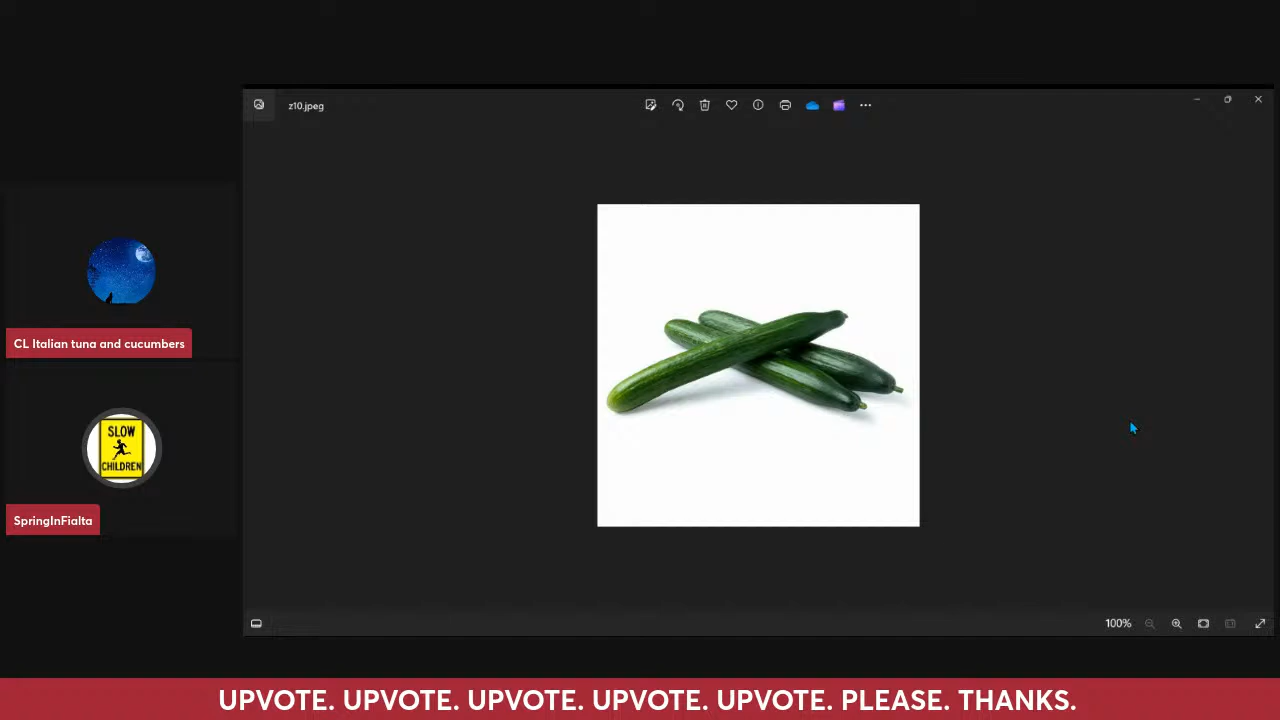 z10.jpeg
CL Italian tuna and cucumbers
SLOW
CHILDREN
SpringInFialta
100%
UPVOTE. UPVOTE. UPVOTE. UPVOTE. UPVOTE. PLEASE. THANKS.